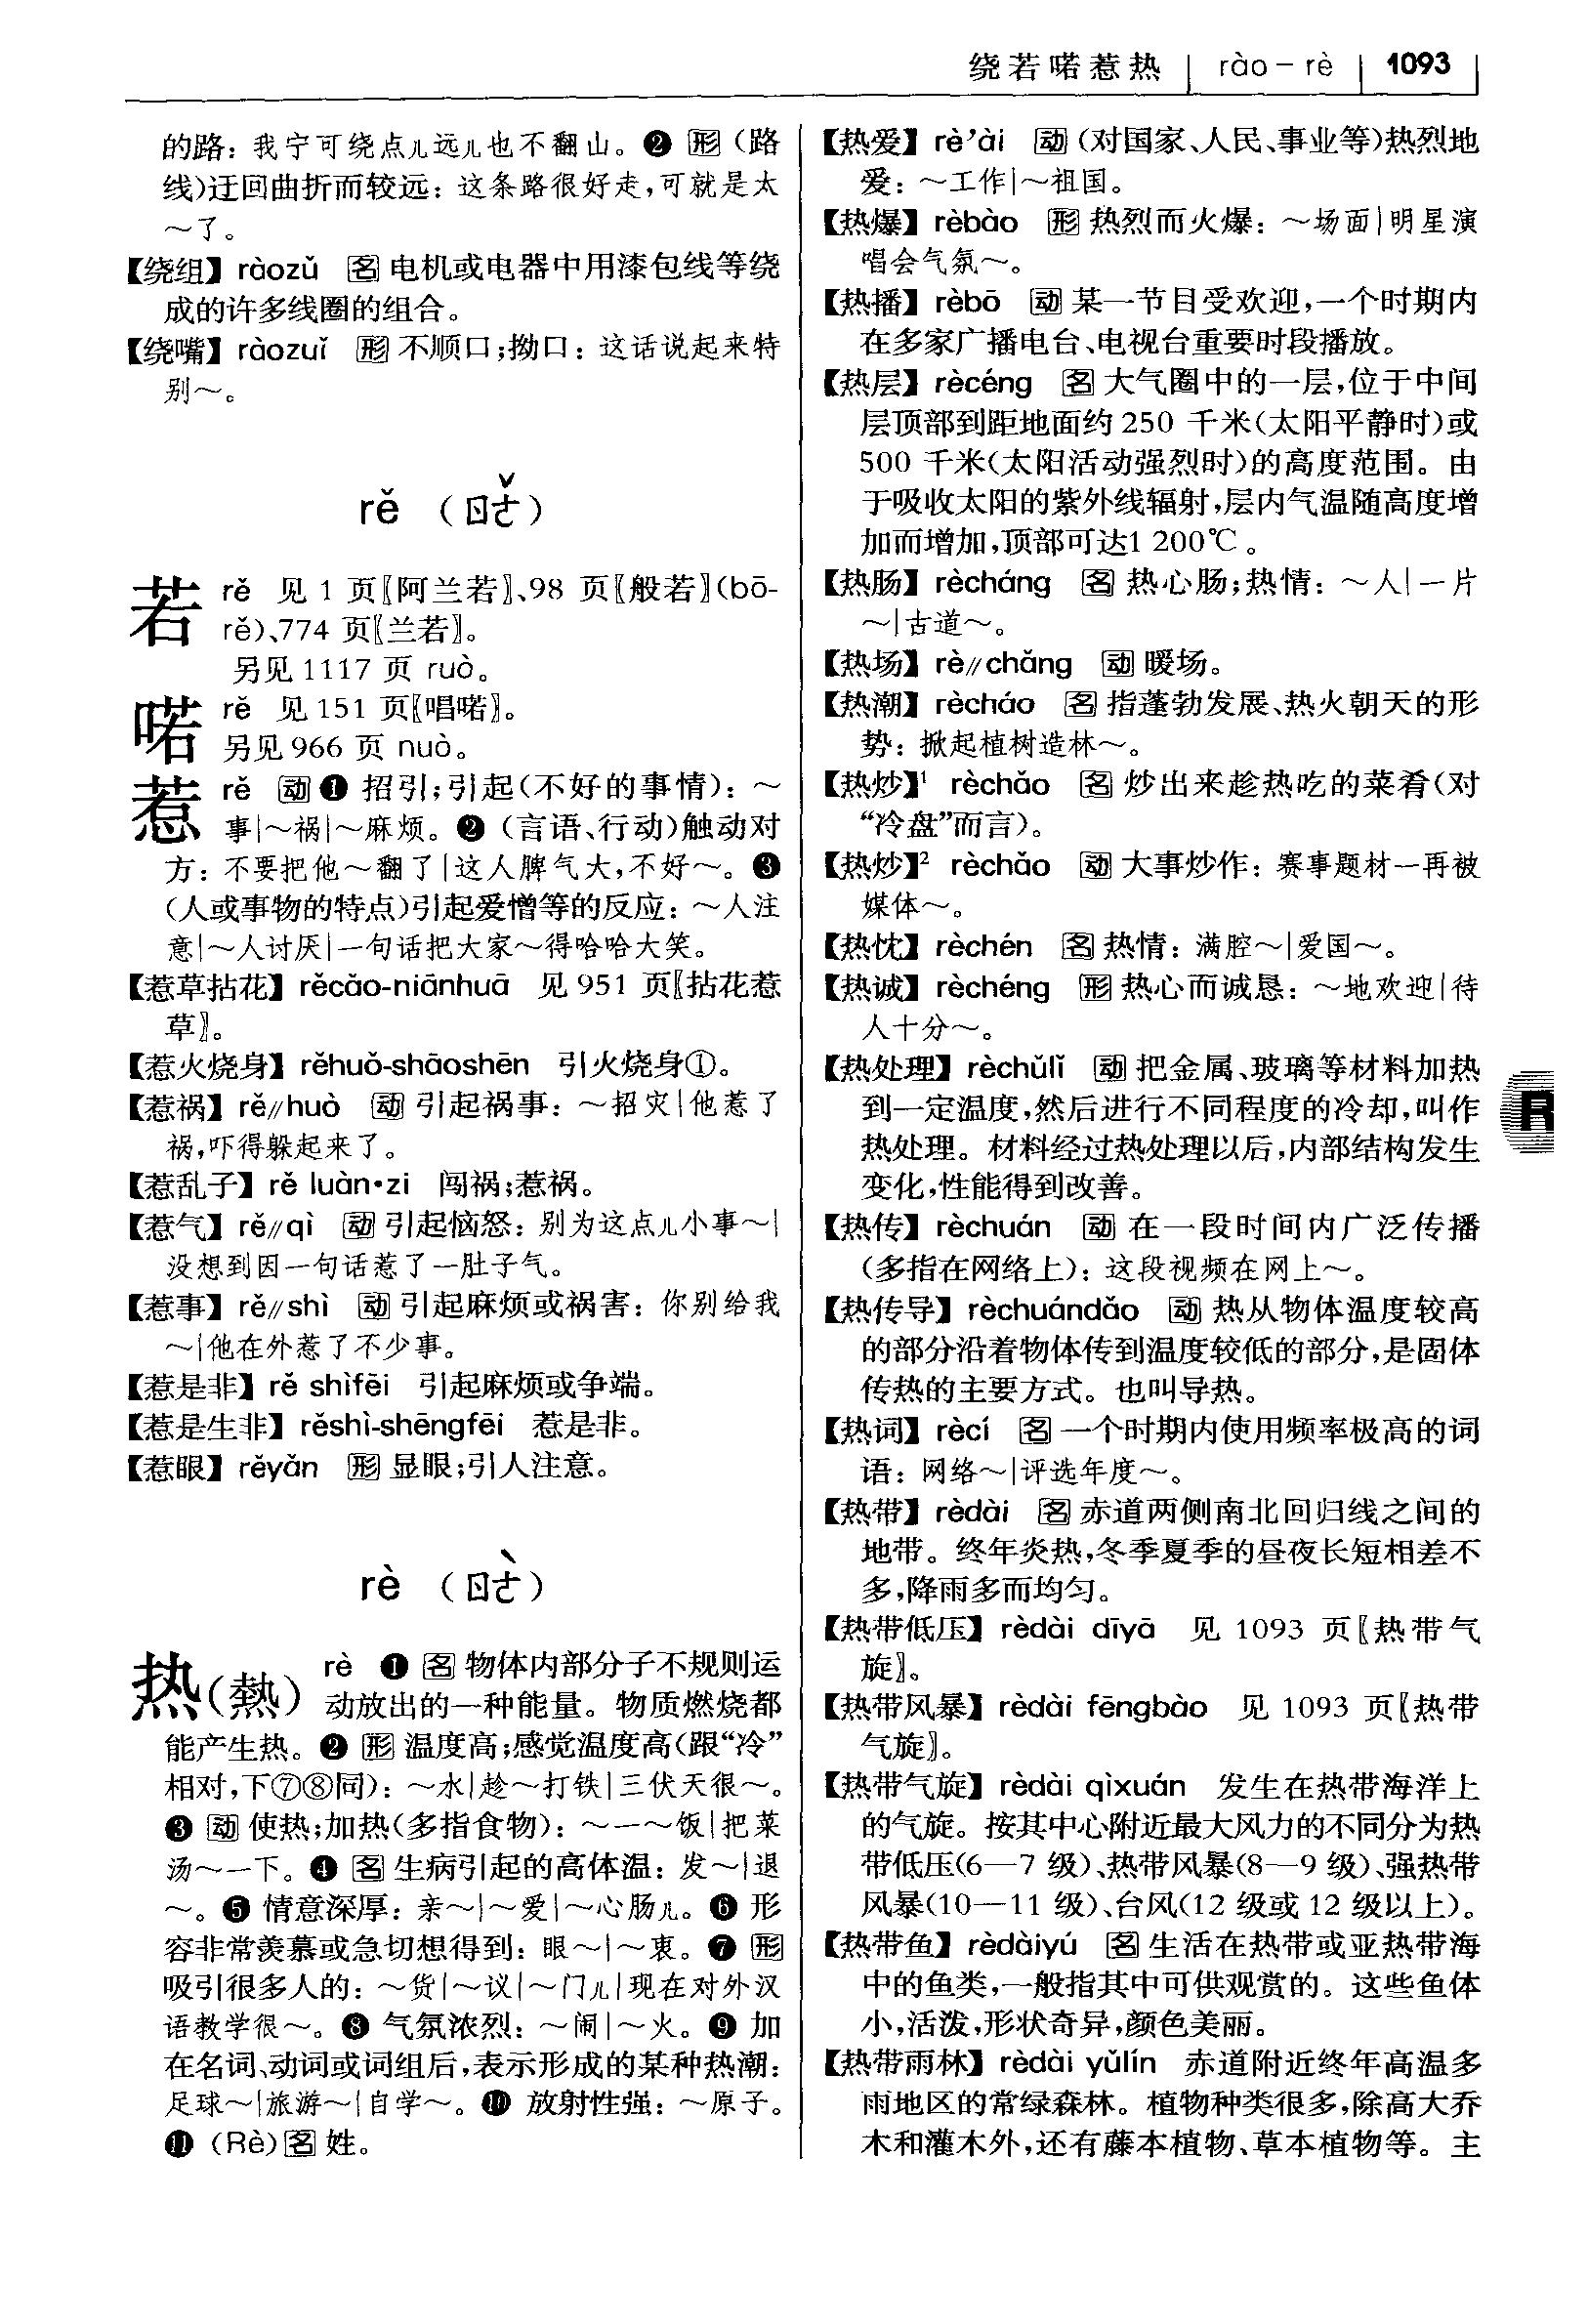 绕若喏惹热 rào－rè 1093
的路：我宁可绕点儿远儿也不翻山。❷ 形（路
线）迂回曲折而较远：这条路很好走，可就是太
～了。
【绕组】ràozǔ 名 电机或电器中用漆包线等绕
成的许多线圈的组合。
【绕嘴】ràozuǐ 形 不顺口；拗口：这话说起来特
别～。
rě （ㄖㄜˇ）
若 rě 见 1 页〖阿兰若〗、98 页〖般若〗（bō-
rě）、774 页〖兰若〗。
另见 1117 页 ruò。
喏 rě 见 151 页〖唱喏〗。
另见 966 页 nuò。
惹 rě 动 ❶ 招引；引起（不好的事情）：～
事|～祸|～麻烦。❷（言语、行动）触动对
方：不要把他～翻了|这人脾气大，不好～。❸
（人或事物的特点）引起爱憎等的反应：～人注
意|～人讨厌|一句话把大家～得哈哈大笑。
【惹草拈花】rěcǎo-niānhuā 见 951 页〖拈花惹
草〗。
【惹火烧身】rěhuǒ-shāoshēn 引火烧身①。
【惹祸】rě∥huò 动 引起祸事：～招灾|他惹了
祸，吓得躲起来了。
【惹乱子】rě luàn•zi 闯祸；惹祸。
【惹气】rě∥qì 动 引起恼怒：别为这点儿小事～|
没想到因一句话惹了一肚子气。
【惹事】rě∥shì 动 引起麻烦或祸害：你别给我
～|他在外惹了不少事。
【惹是非】rě shìfēi 引起麻烦或争端。
【惹是生非】rěshì-shēngfēi 惹是非。
【惹眼】rěyǎn 形 显眼；引人注意。
rè （ㄖㄜˋ）
热（熱） rè ❶ 名 物体内部分子不规则运
动放出的一种能量。物质燃烧都
能产生热。❷ 形 温度高；感觉温度高（跟“冷”
相对，下⑦⑧同）：～水|趁～打铁|三伏天很～。
❸ 动 使热；加热（多指食物）：～一～饭|把菜
汤～一下。❹ 名 生病引起的高体温：发～|退
～。❺ 情意深厚：亲～|～爱|～心肠儿。❻ 形
容非常羡慕或急切想得到：眼～|～衷。❼ 形
吸引很多人的：～货|～议|～门儿|现在对外汉
语教学很～。❽ 气氛浓烈：～闹|～火。❾ 加
在名词、动词或词组后，表示形成的某种热潮：
足球～|旅游～|自学～。❿ 放射性强：～原子。
⓫（Rè）名 姓。
【热爱】rè’ài 动（对国家、人民、事业等）热烈地
爱：～工作|～祖国。
【热爆】rèbào 形 热烈而火爆：～场面|明星演
唱会气氛～。
【热播】rèbō 动 某一节目受欢迎，一个时期内
在多家广播电台、电视台重要时段播放。
【热层】rècéng 名 大气圈中的一层，位于中间
层顶部到距地面约 250 千米（太阳平静时）或
500 千米（太阳活动强烈时）的高度范围。由
于吸收太阳的紫外线辐射，层内气温随高度增
加而增加，顶部可达1 200℃。
【热肠】rècháng 名 热心肠；热情：～人|一片
～|古道～。
【热场】rè∥chǎng 动 暖场。
【热潮】rècháo 名 指蓬勃发展、热火朝天的形
势：掀起植树造林～。
【热炒】¹ rèchǎo 名 炒出来趁热吃的菜肴（对
“冷盘”而言）。
【热炒】² rèchǎo 动 大事炒作：赛事题材一再被
媒体～。
【热忱】rèchén 名 热情：满腔～|爱国～。
【热诚】rèchéng 形 热心而诚恳：～地欢迎|待
人十分～。
【热处理】rèchǔlǐ 动 把金属、玻璃等材料加热
到一定温度，然后进行不同程度的冷却，叫作
热处理。材料经过热处理以后，内部结构发生
变化，性能得到改善。
【热传】rèchuán 动 在一段时间内广泛传播
（多指在网络上）：这段视频在网上～。
【热传导】rèchuándǎo 动 热从物体温度较高
的部分沿着物体传到温度较低的部分，是固体
传热的主要方式。也叫导热。
【热词】rècí 名 一个时期内使用频率极高的词
语：网络～|评选年度～。
【热带】rèdài 名 赤道两侧南北回归线之间的
地带。终年炎热，冬季夏季的昼夜长短相差不
多，降雨多而均匀。
【热带低压】rèdài dīyā 见 1093 页〖热带气
旋〗。
【热带风暴】rèdài fēngbào 见 1093 页〖热带
气旋〗。
【热带气旋】rèdài qìxuán 发生在热带海洋上
的气旋。按其中心附近最大风力的不同分为热
带低压（6—7 级）、热带风暴（8—9 级）、强热带
风暴（10—11 级）、台风（12 级或 12 级以上）。
【热带鱼】rèdàiyú 名 生活在热带或亚热带海
中的鱼类，一般指其中可供观赏的。这些鱼体
小，活泼，形状奇异，颜色美丽。
【热带雨林】rèdài yǔlín 赤道附近终年高温多
雨地区的常绿森林。植物种类很多，除高大乔
木和灌木外，还有藤本植物、草本植物等。主
R